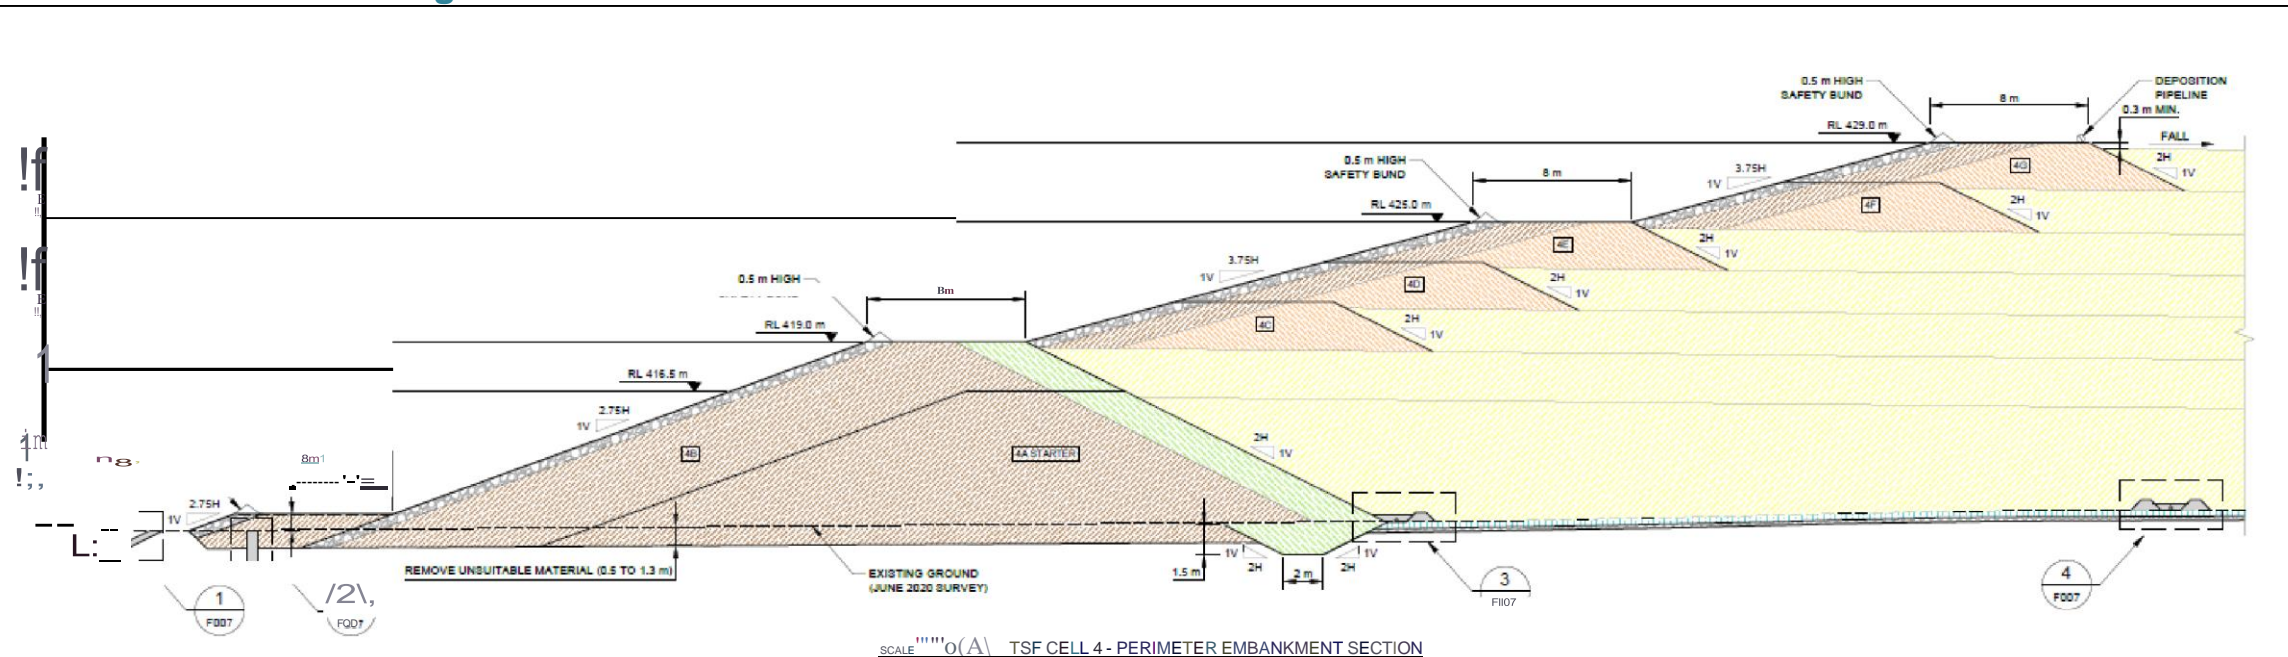 0.5 m HIGH
SAFETY BUND
8 m
DEPOSITION
PIPELINE
0.3 m MIN.
RL 429.0 m
FALL
0.5 m HIGH
SAFETY BUND
8 m
3.75H
1V
4G
2H
1V
RL 425.0 m
4F
2H
1V
4E
2H
1V
3.75H
1V
0.5 m HIGH
Bm
4D
2H
1V
RL 419.0 m
4C
2H
1V
RL 416.5 m
2.75H
1V
2H
1V
4B
4A STARTER
8m1
2.75H
1V
REMOVE UNSUITABLE MATERIAL (0.5 TO 1.3 m)
EXISTING GROUND
(JUNE 2020 SURVEY)
1.5 m
1V
2H
2 m
2H
1V
1
F007
/2\,
FQD7
3
FII07
4
F007
SCALE
TSF CELL 4 - PERIMETER EMBANKMENT SECTION